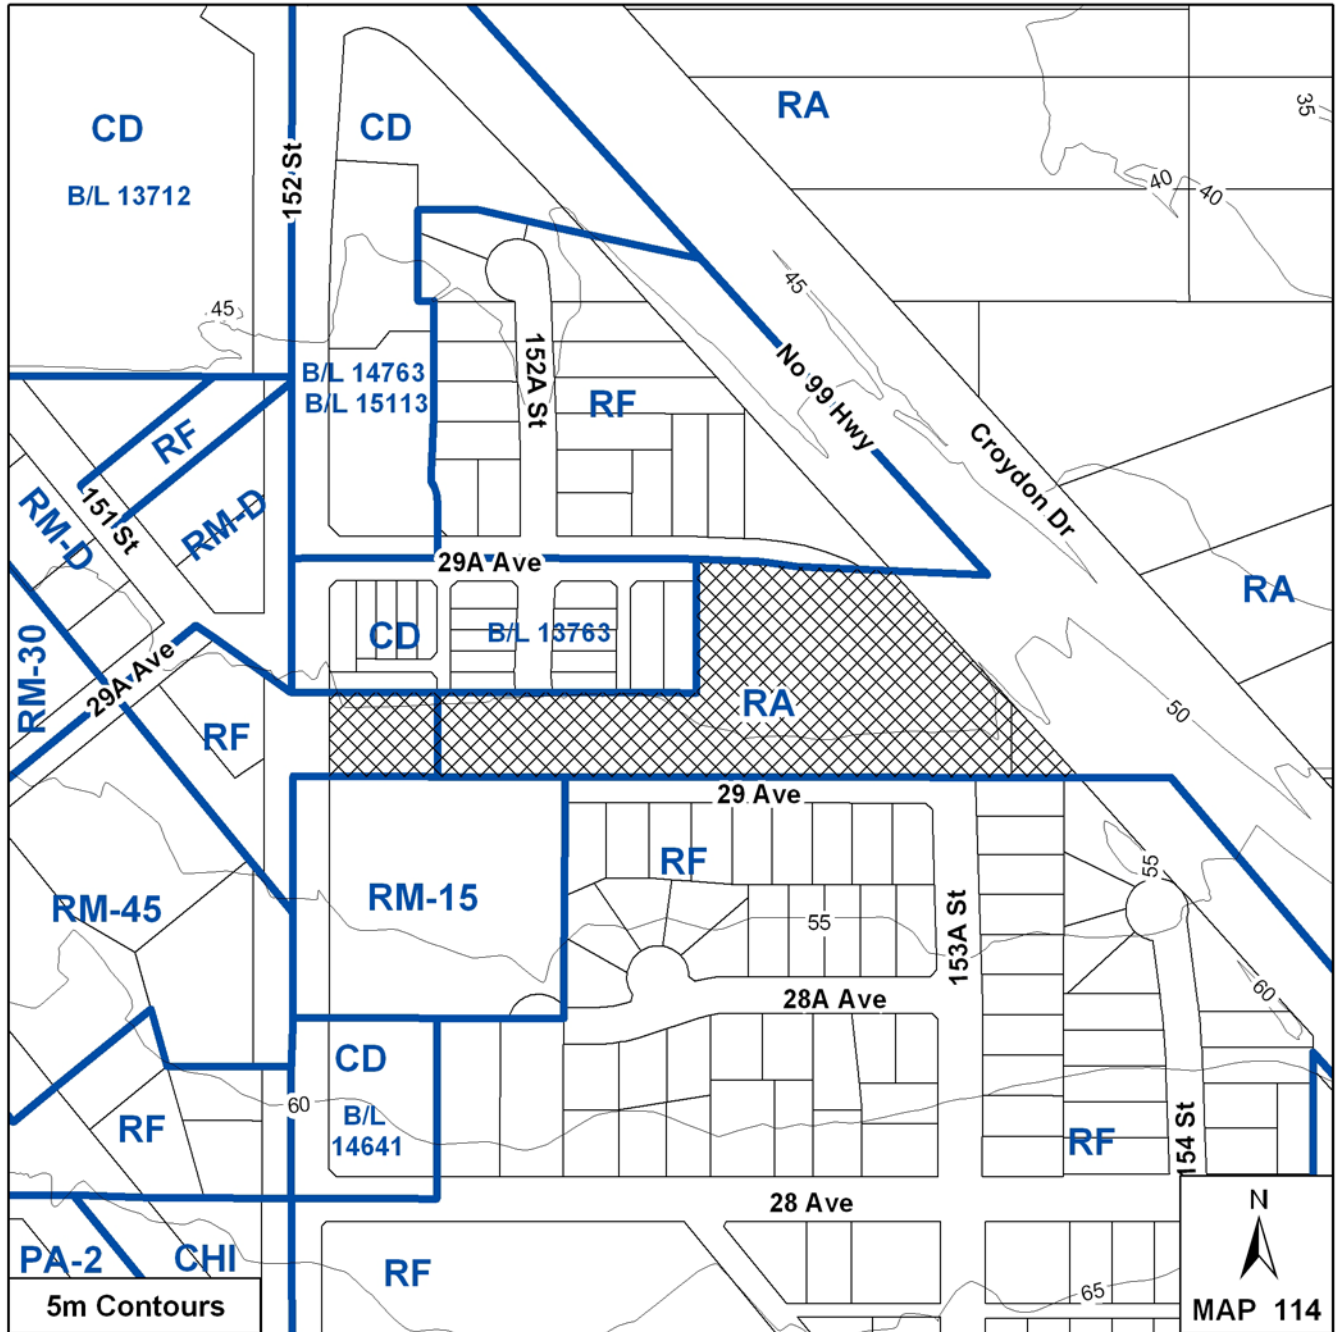 RA
35
CD
CD
152 St
B/L 13712
40
40
45
45
152A St
No 99 Hwy
B/L 14763
B/L 15113
RF
RF
Croydon Dr
RM-D
151 St
RM-D
29A Ave
RA
CD
B/L 13763
RM-30
29A Ave
RA
RF
50
29 Ave
RF
55
RM-15
RM-45
55
153A St
28A Ave
60
CD
60
B/L
14641
RF
RF
154 St
28 Ave
N
PA-2
CHI
RF
65
5m Contours
MAP 114